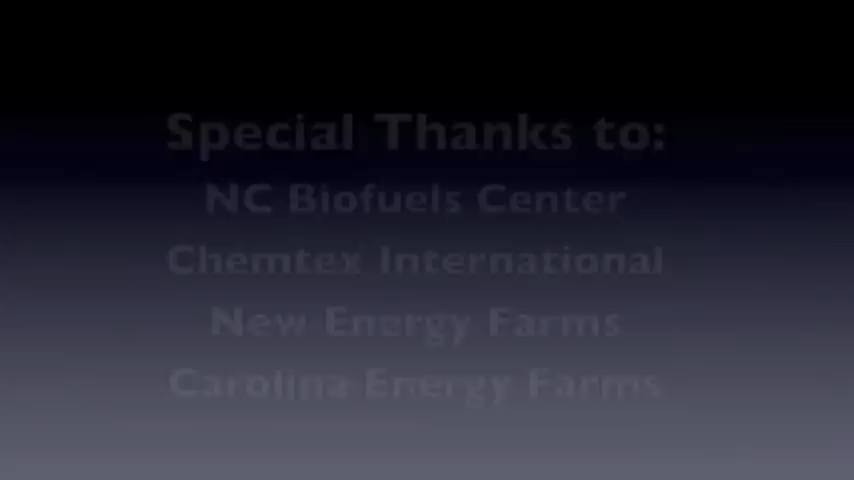 Special Thanks to:
NC Biofuels Center
Chemtex International
New Energy Farms
Carolina Energy Farms